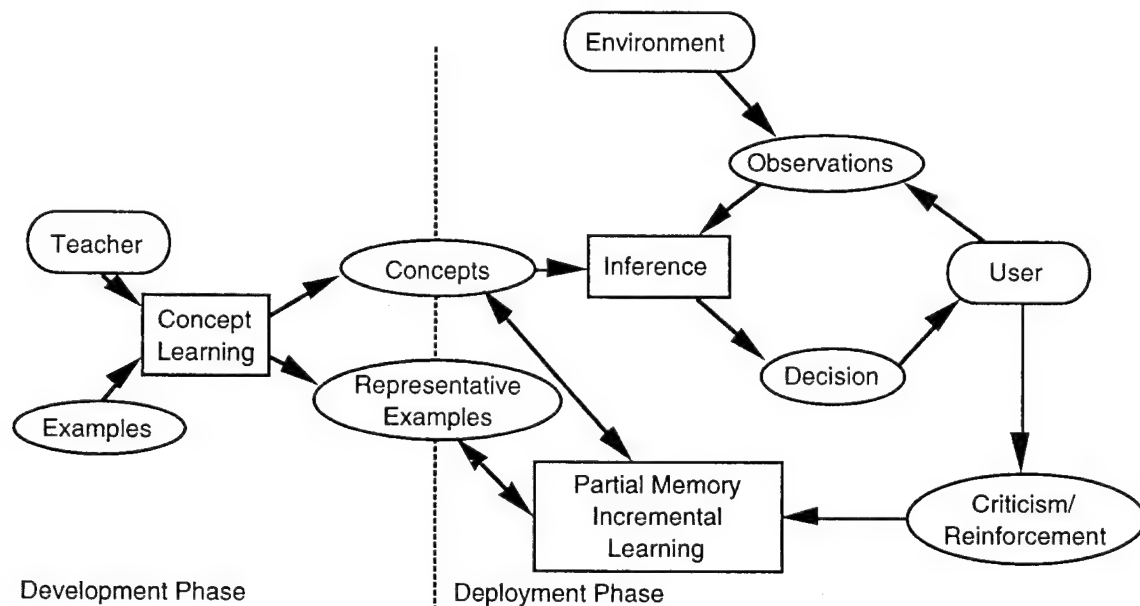 Environment
Observations
Teacher
Concepts
Inference
User
Concept
Learning
Representative
Examples
Decision
Examples
Partial Memory
Incremental
Learning
Criticism/
Reinforcement
Development Phase
Deployment Phase